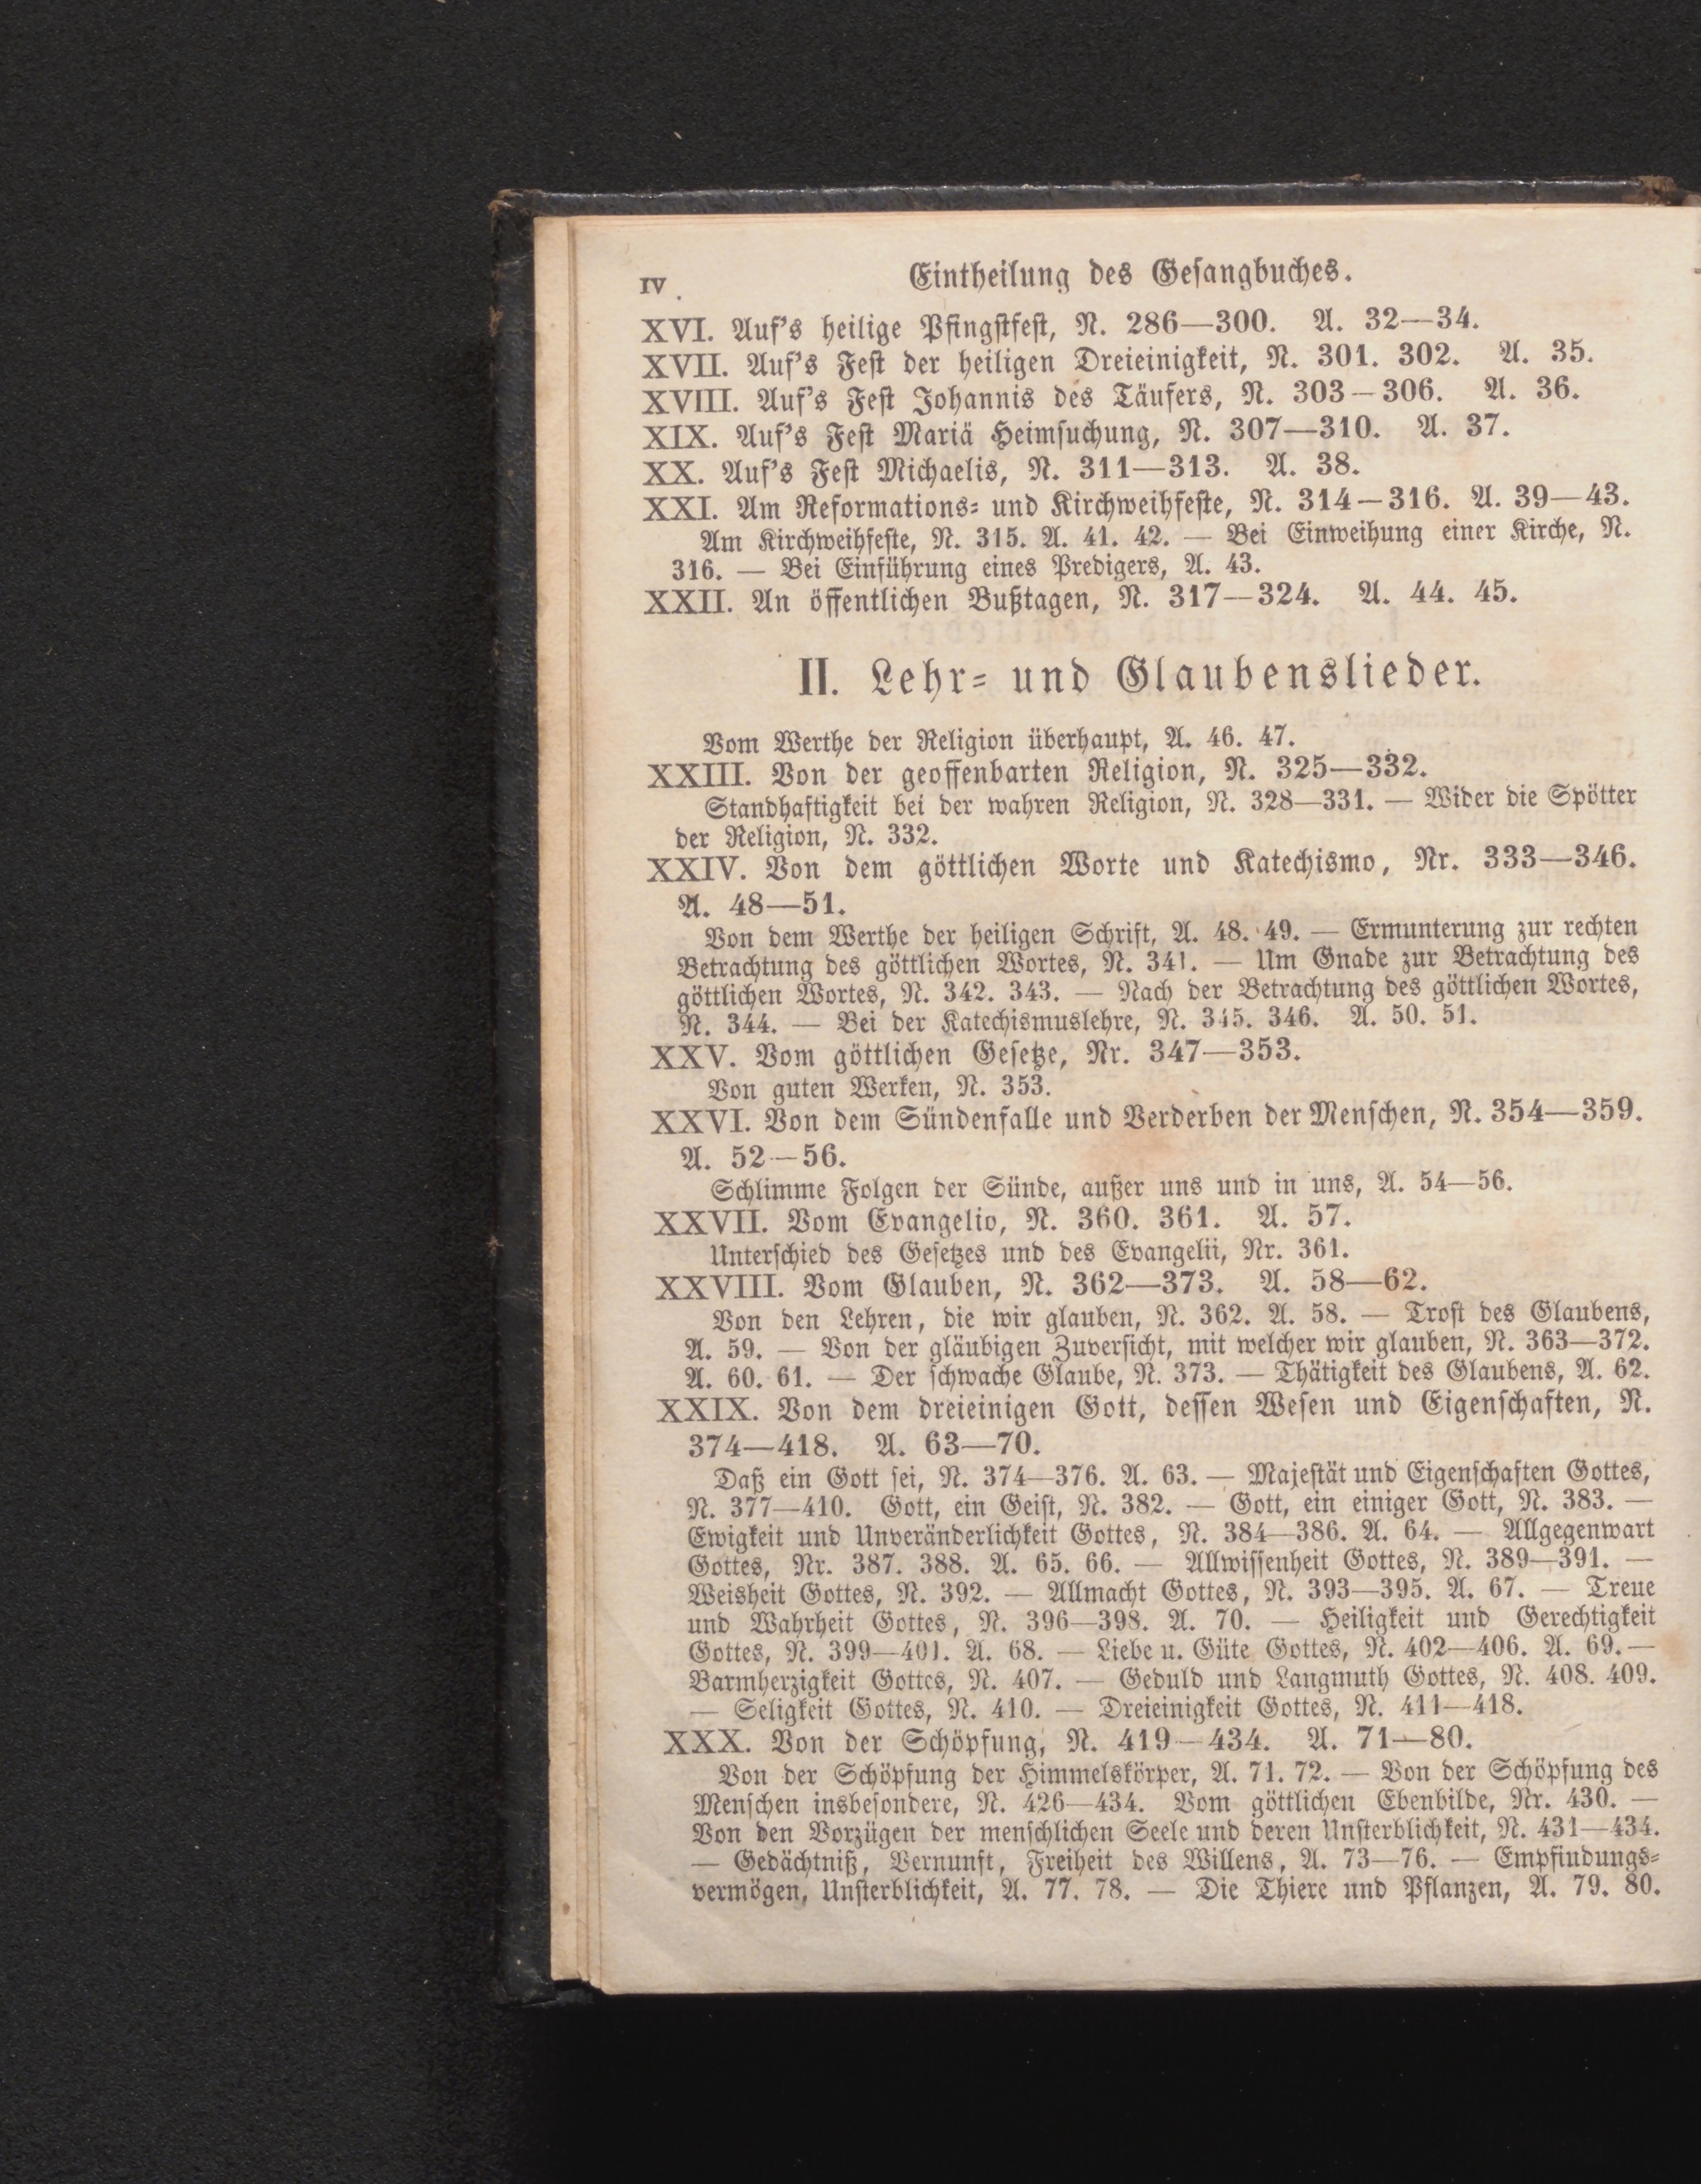 IV
Eintheilung des Gesangbuches.
XVI. Auf's heilige Pfingstfest, N. 286—300. A. 32—34.
XVII. Auf's Fest der heiligen Dreieinigkeit, N. 301. 302. A. 35.
XVIII. Auf's Fest Johannis des Täufers, N. 303—306. A. 36.
XIX. Auf's Fest Mariä Heimsuchung, N. 307—310. A. 37.
XX. Auf's Fest Michaelis, N. 311—313. A. 38.
XXI. Am Reformations- und Kirchweihfeste, N. 314—316. A. 39—43.
Am Kirchweihfeste, N. 315. A. 41. 42. — Bei Einweihung einer Kirche, N.
316. — Bei Einführung eines Predigers, A. 43.
XXII. An öffentlichen Bußtagen, N. 317—324. A. 44. 45.
II. Lehr- und Glaubenslieder.
Vom Werthe der Religion überhaupt, A. 46. 47.
XXIII. Von der geoffenbarten Religion, N. 325—332.
Standhaftigkeit bei der wahren Religion, N. 328—331. — Wider die Spötter
der Religion, N. 332.
XXIV. Von dem göttlichen Worte und Katechismo, Nr. 333—346.
A. 48—51.
Von dem Werthe der heiligen Schrift, A. 48. 49. — Ermunterung zur rechten
Betrachtung des göttlichen Wortes, N. 341. — Um Gnade zur Betrachtung des
göttlichen Wortes, N. 342. 343. — Nach der Betrachtung des göttlichen Wortes,
N. 344. — Bei der Katechismuslehre, N. 345. 346. A. 50. 51.
XXV. Vom göttlichen Gesetze, Nr. 347—353.
Von guten Werken, N. 353.
XXVI. Von dem Sündenfalle und Verderben der Menschen, N. 354—359.
A. 52—56.
Schlimme Folgen der Sünde, außer uns und in uns, A. 54—56.
XXVII. Vom Evangelio, N. 360. 361. A. 57.
Unterschied des Gesetzes und des Evangelii, Nr. 361.
XXVIII. Vom Glauben, N. 362—373. A. 58—62.
Von den Lehren, die wir glauben, N. 362. A. 58. — Trost des Glaubens,
A. 59. — Von der gläubigen Zuversicht, mit welcher wir glauben, N. 363—372.
A. 60. 61. — Der schwache Glaube, N. 373. — Thätigkeit des Glaubens, A. 62.
XXIX. Von dem dreieinigen Gott, dessen Wesen und Eigenschaften, N.
374—418. A. 63—70.
Daß ein Gott sei, N. 374—376. A. 63. — Majestät und Eigenschaften Gottes,
N. 377—410. Gott, ein Geist, N. 382. — Gott, ein einiger Gott, N. 383. —
Ewigkeit und Unveränderlichkeit Gottes, N. 384—386. A. 64. — Allgegenwart
Gottes, Nr. 387. 388. A. 65. 66. — Allwissenheit Gottes, N. 389—391. —
Weisheit Gottes, N. 392. — Allmacht Gottes, N. 393—395. A. 67. — Treue
und Wahrheit Gottes, N. 396—398. A. 70. — Heiligkeit und Gerechtigkeit
Gottes, N. 399—401. A. 68. — Liebe u. Güte Gottes, N. 402—406. A. 69. —
Barmherzigkeit Gottes, N. 407. — Geduld und Langmuth Gottes, N. 408. 409.
— Seligkeit Gottes, N. 410. — Dreieinigkeit Gottes, N. 411—418.
XXX. Von der Schöpfung, N. 419—434. A. 71—80.
Von der Schöpfung der Himmelskörper, A. 71. 72. — Von der Schöpfung des
Menschen insbesondere, N. 426—434. Vom göttlichen Ebenbilde, Nr. 430. —
Von den Vorzügen der menschlichen Seele und deren Unsterblichkeit, N. 431—434.
— Gedächtniß, Vernunft, Freiheit des Willens, A. 73—76. — Empfindungs-
vermögen, Unsterblichkeit, A. 77. 78. — Die Thiere und Pflanzen, A. 79. 80.